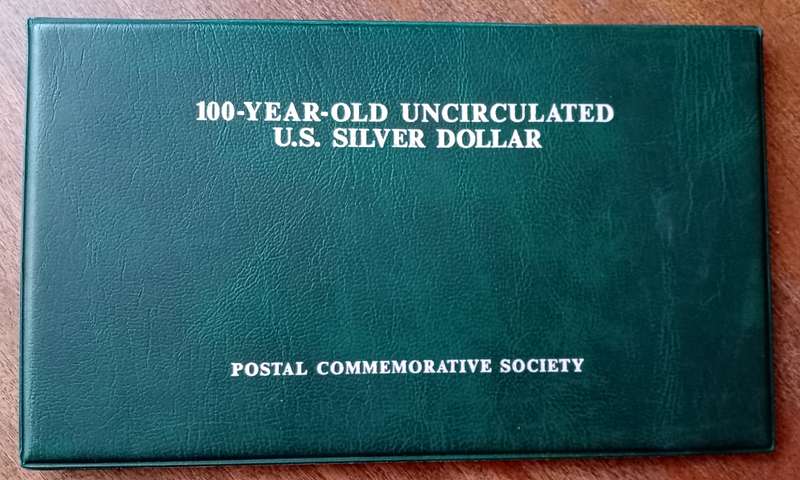 100-YEAR-OLD UNCIRCULATED
U.S. SILVER DOLLAR
POSTAL COMMEMORATIVE SOCIETY